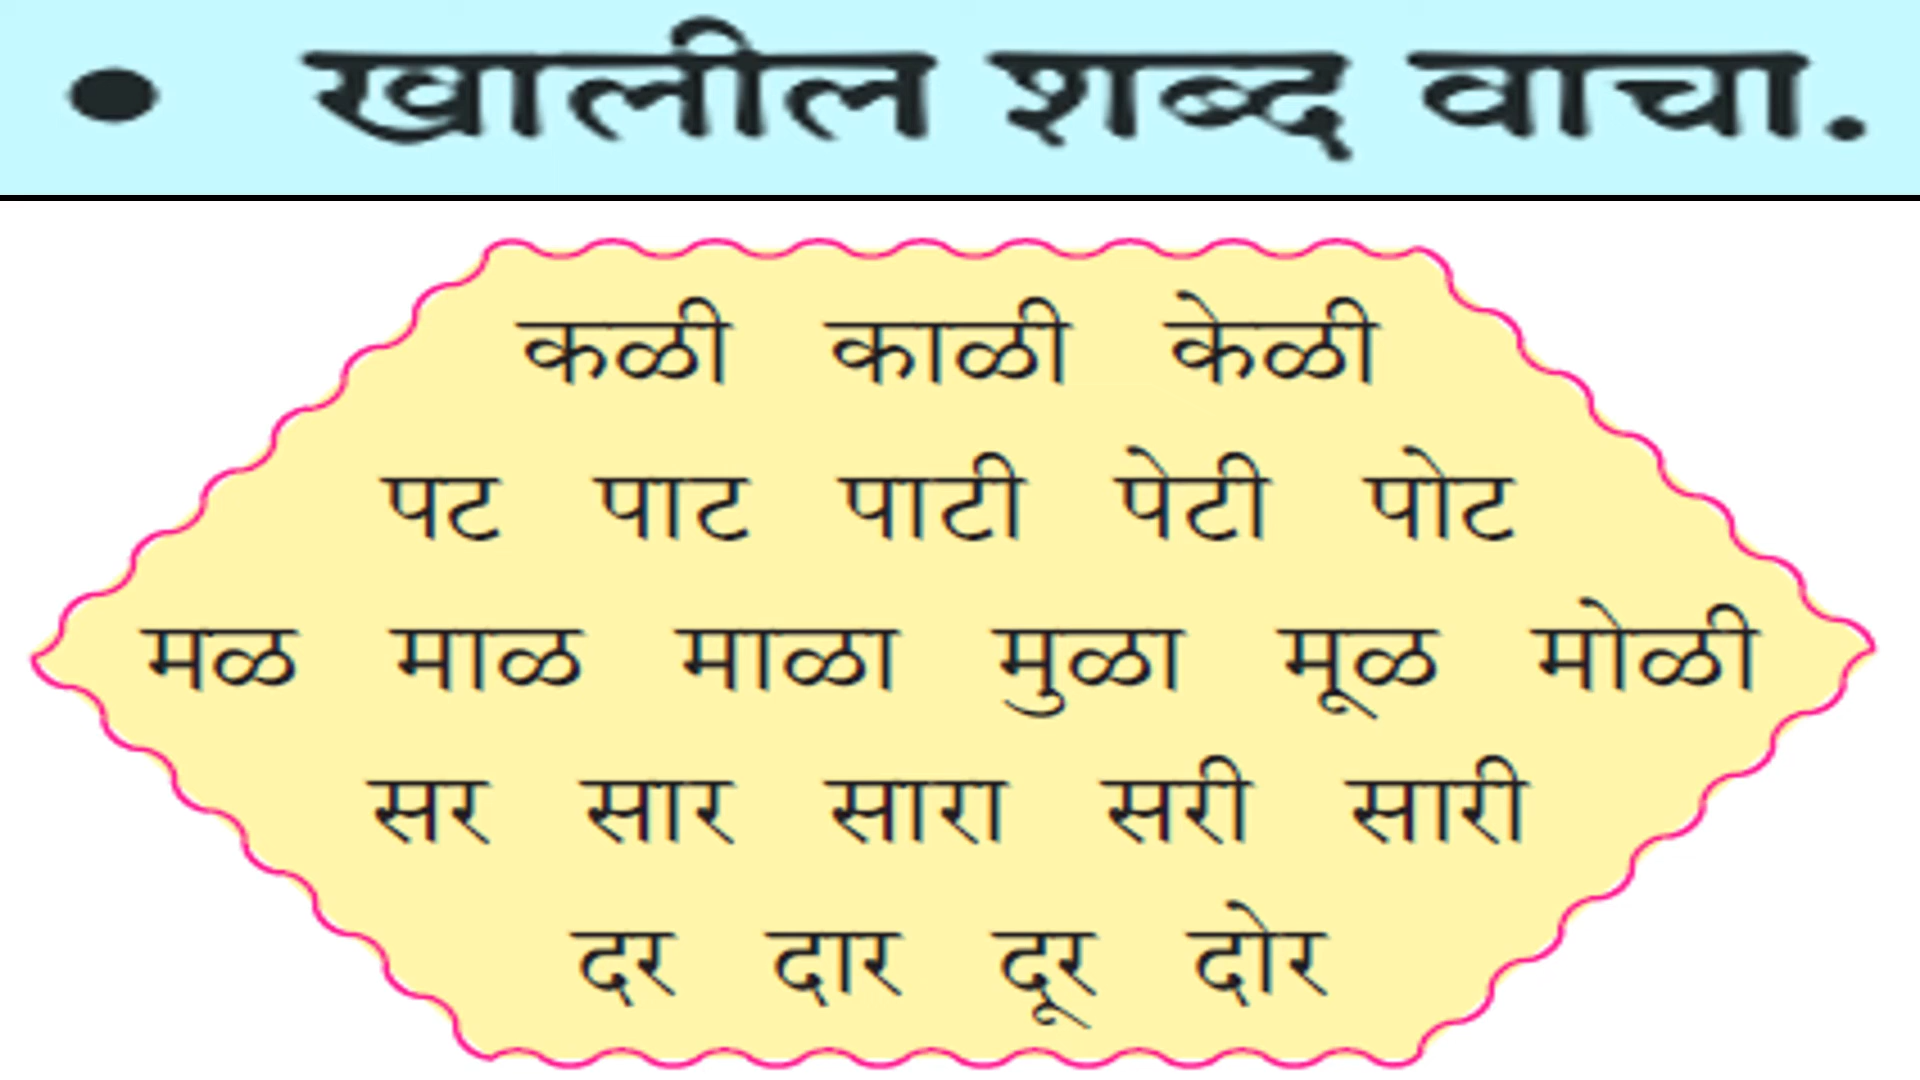 • खालील शब्द वाचा.
कळी काळी केळी
पट पाट पाटी पेटी पोट
मळ माळ माळा मुळा मूळ मोळी
सर सार सारा सरी सारी
दर दार दूर दोर